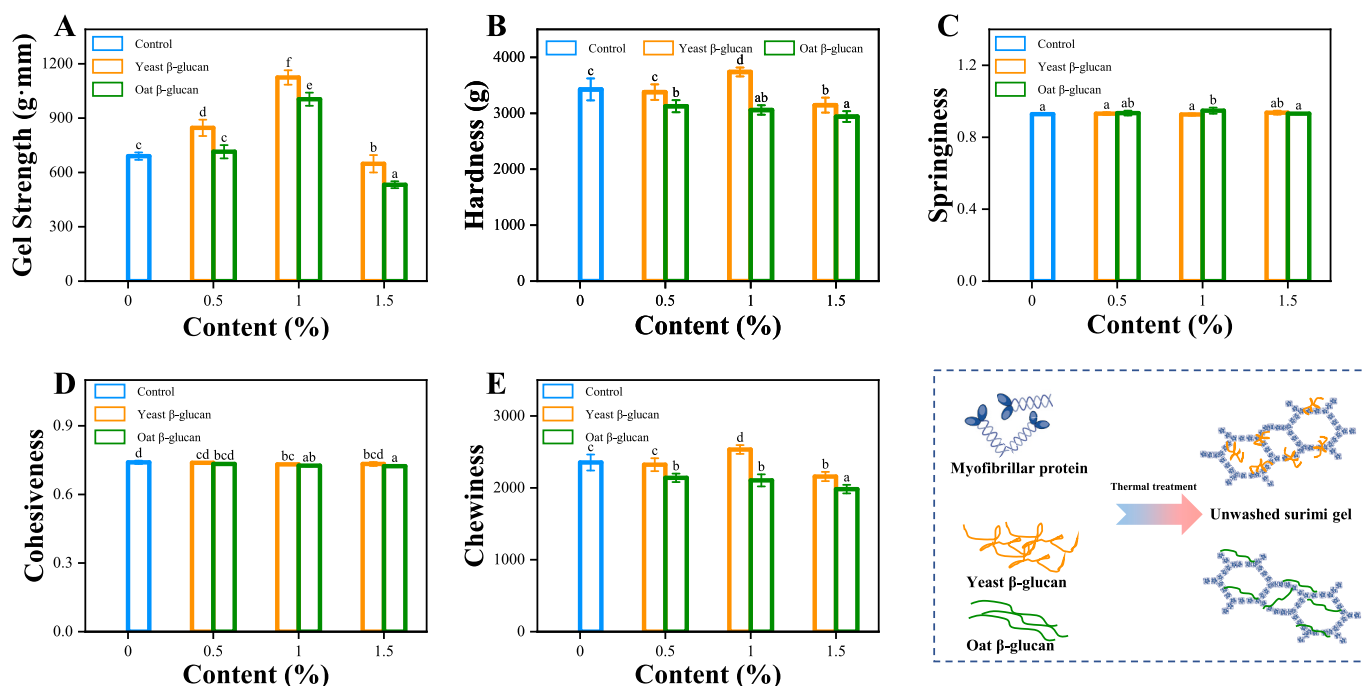 A
Control
Yeast β-glucan
Oat β-glucan
Gel Strength (g·mm)
1200
900
600
300
0
c
d
c
f
e
b
a
0
0.5
1
1.5
Content (%)
B
Control
Yeast β-glucan
Oat β-glucan
Hardness (g)
4000
3000
2000
1000
0
c
c
b
d
ab
b
a
0
0.5
1
1.5
Content (%)
C
Control
Yeast β-glucan
Oat β-glucan
Springiness
1.2
0.8
0.4
0.0
a
a
ab
a
b
ab
a
0
0.5
1
1.5
Content (%)
D
Control
Yeast β-glucan
Oat β-glucan
Cohesiveness
0.9
0.6
0.3
0.0
d
cd
bcd
bc
ab
bcd
a
0
0.5
1
1.5
Content (%)
E
Control
Yeast β-glucan
Oat β-glucan
Chewiness
3000
2000
1000
0
c
c
b
d
b
b
a
0
0.5
1
1.5
Content (%)
Myofibrillar protein
Yeast β-glucan
Oat β-glucan
Thermal treatment
Unwashed surimi gel